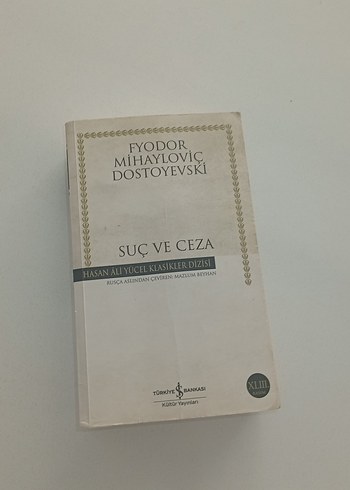 FYODOR
MİHAYLOVİÇ
DOSTOYEVSKİ
SUÇ VE CEZA
HASAN ÂLİ YÜCEL KLASİKLER DİZİSİ
RUSÇA ASLINDAN ÇEVİREN: MAZLUM BEYHAN
TÜRKİYE İŞ BANKASI
Kültür Yayınları
XLIII